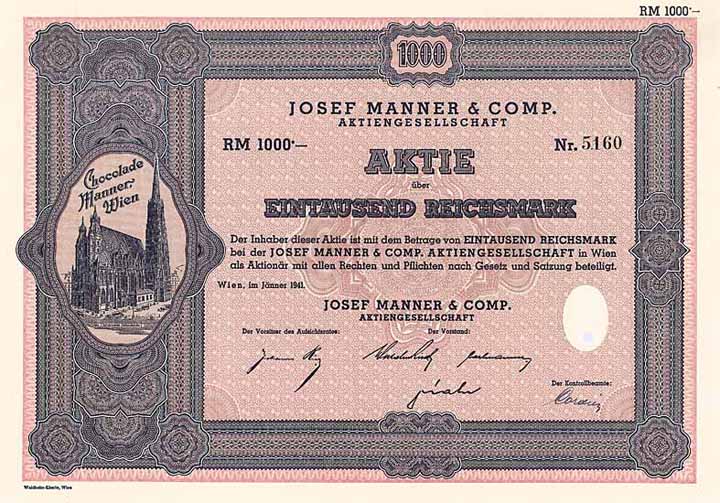 RM 1000·—
1000
JOSEF MANNER & COMP.
AKTIENGESELLSCHAFT
RM 1000·—
Nr. 5160
AKTIE
über
EINTAUSEND REICHSMARK
Chocolade
Manner,
Wien
Der Inhaber dieser Aktie ist mit dem Betrage von EINTAUSEND REICHSMARK
bei der JOSEF MANNER & COMP. AKTIENGESELLSCHAFT in Wien
als Aktionär mit allen Rechten und Pflichten nach Gesetz und Satzung beteiligt.
Wien, im Jänner 1941.
JOSEF MANNER & COMP.
AKTIENGESELLSCHAFT
Der Vorsitzer des Aufsichtsrates:
Der Vorstand:
Der Kontrollbeamte:
Waldheim-Eberle, Wien